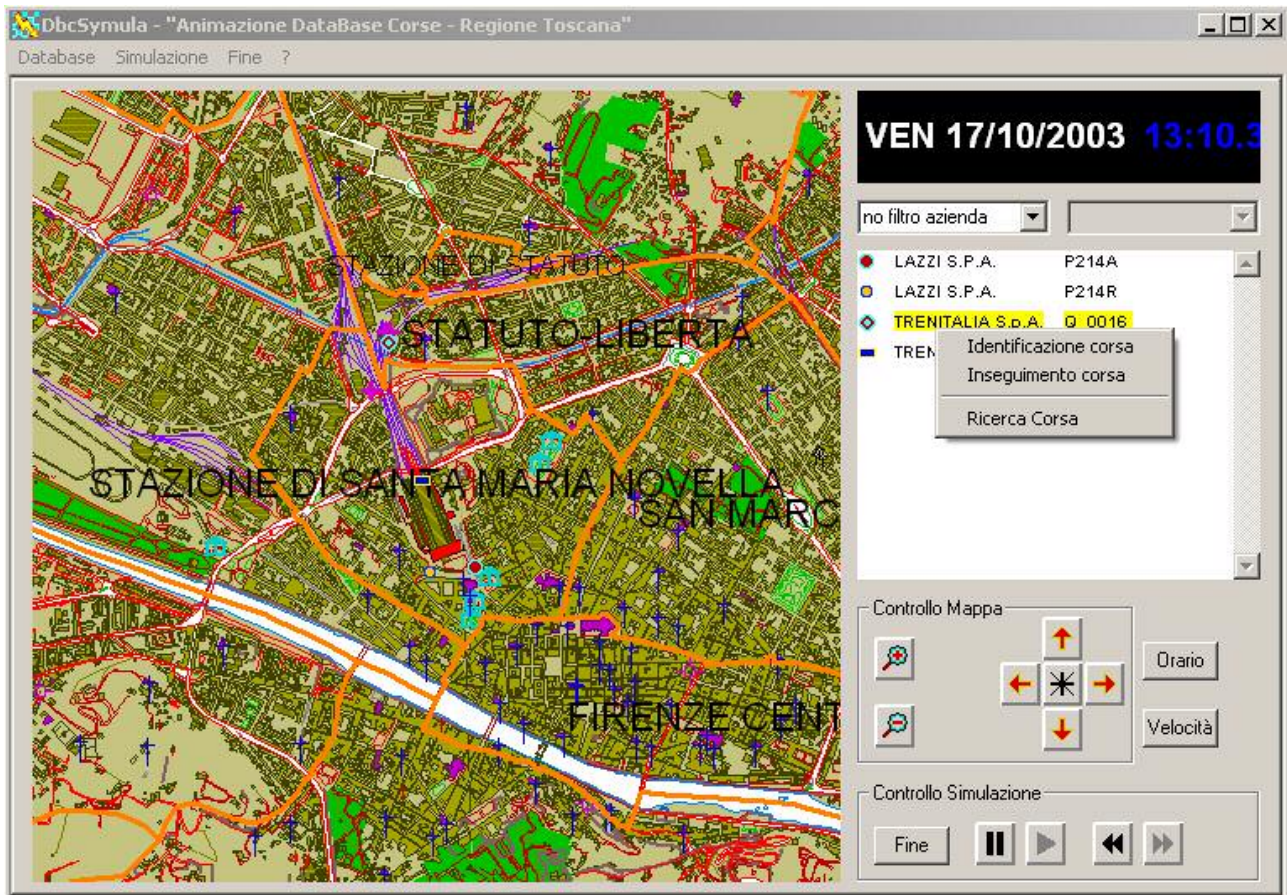 DbcSymula - "Animazione DataBase Corse - Regione Toscana"
Database Simulazione Fine ?
VEN 17/10/2003 13:10.3
no filtro azienda
LAZZI S.P.A. P214A
LAZZI S.P.A. P214R
TRENITALIA S.p.A. Q 0016
TREN
Identificazione corsa
Inseguimento corsa
Ricerca Corsa
STAZIONE DI STATUTO
STATUTO-LIBERTA
STAZIONE DI SANTA MARIA NOVELLA
SAN MARC
FIRENZE CENT
Controllo Mappa
Orario
Velocità
Controllo Simulazione
Fine